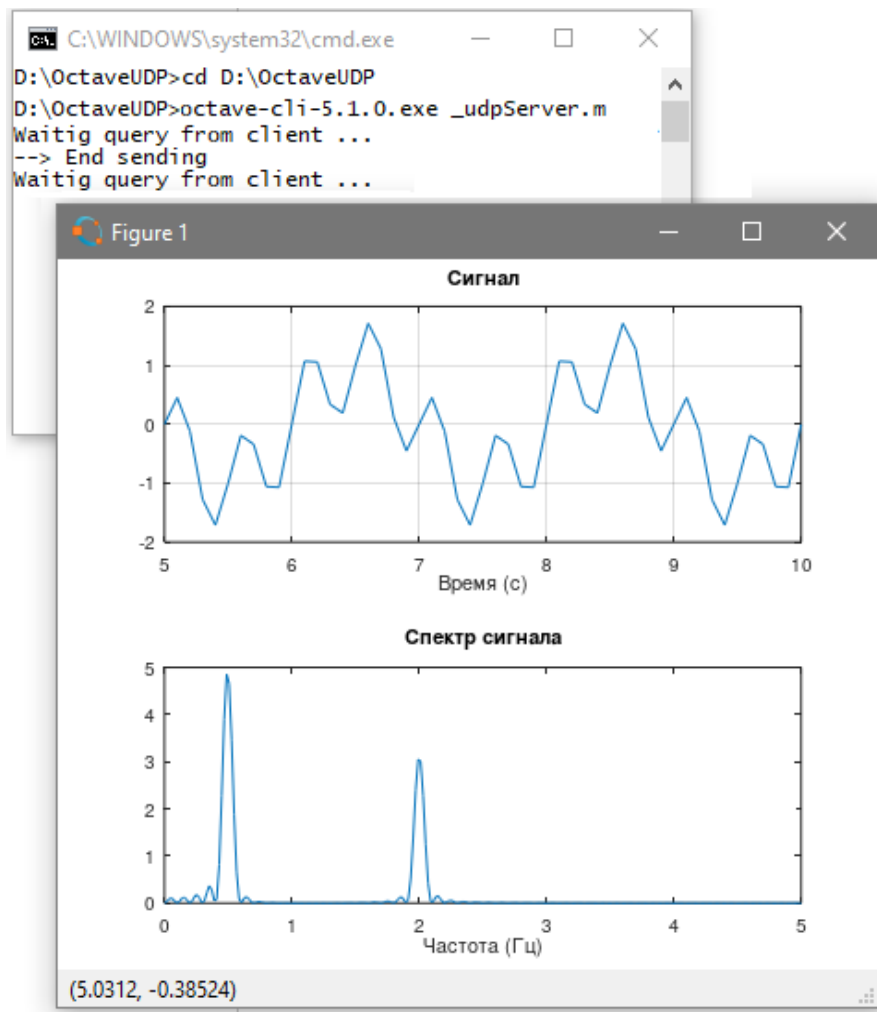 C:\WINDOWS\system32\cmd.exe
D:\OctaveUDP>cd D:\OctaveUDP
D:\OctaveUDP>octave-cli-5.1.0.exe _udpServer.m
Waitig query from client ...
--> End sending
Waitig query from client ...
Figure 1
Сигнал
2
1
0
-1
-2
5 6 7 8 9 10
Время (с)
Спектр сигнала
5
4
3
2
1
0
0 1 2 3 4 5
Частота (Гц)
(5.0312, -0.38524)